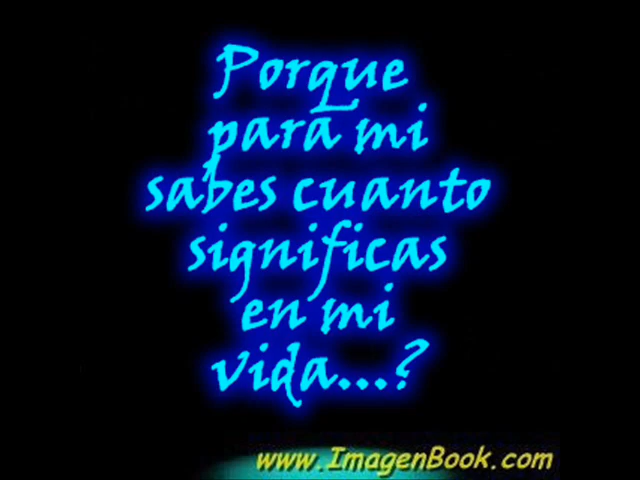 Porque
para mi
sabes cuanto
significas
en mi
vida...?
www.ImagenBook.com